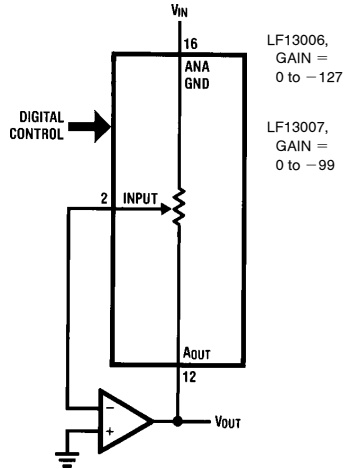 VIN
16
ANA
GND
LF13006,
GAIN =
0 to −127
DIGITAL
CONTROL
LF13007,
GAIN =
0 to −99
2 INPUT
AOUT
12
−
+
VOUT